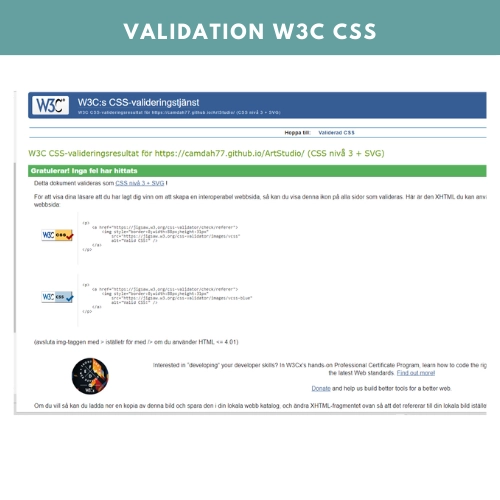 VALIDATION W3C CSS
W3C W3C:s CSS-valideringstjänst
W3C CSS-valideringsresultat för https://camdah77.github.io/ArtStudio/ (CSS nivå 3 + SVG)
Hoppa till: Validerad CSS
W3C CSS-valideringsresultat för https://camdah77.github.io/ArtStudio/ (CSS nivå 3 + SVG)
Gratulerar! Inga fel har hittats
Detta dokument valideras som CSS nivå 3 + SVG !
För att visa dina läsare att du har lagt dig vinn om att skapa en interoperabel webbsida, så kan du visa denna ikon på alla sidor som valideras. Här är den XHTML du kan
webbsida:
<p>
<a href="https://jigsaw.w3.org/css-validator/check/referer">
<img style="border:0;width:88px;height:31px"
src="https://jigsaw.w3.org/css-validator/images/vcss"
alt="Valid CSS!" />
</a>
</p>
W3C css
<p>
<a href="https://jigsaw.w3.org/css-validator/check/referer">
<img style="border:0;width:88px;height:31px"
src="https://jigsaw.w3.org/css-validator/images/vcss-blue"
alt="Valid CSS!" />
</a>
</p>
W3C css
(avsluta img-taggen med > istället för med /> om du använder HTML <= 4.01)
Interested in "developing" your developer skills? In W3Cx's hands-on Professional Certificate Program, learn how to code the
the latest Web standards. Find out more!
Donate and help us build better tools for a better web.
Om du vill så kan du ladda ner en kopia av denna bild och spara den i din lokala webb katalog, och ändra XHTML-fragmentet ovan så att det refererar till din lokala bild